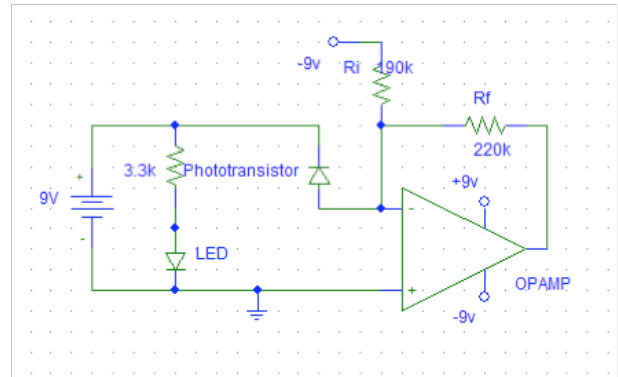 -9v
Ri 190k
Rf
220k
3.3k
Phototransistor
+
9V
-
LED
+9v
-
+
OPAMP
-9v